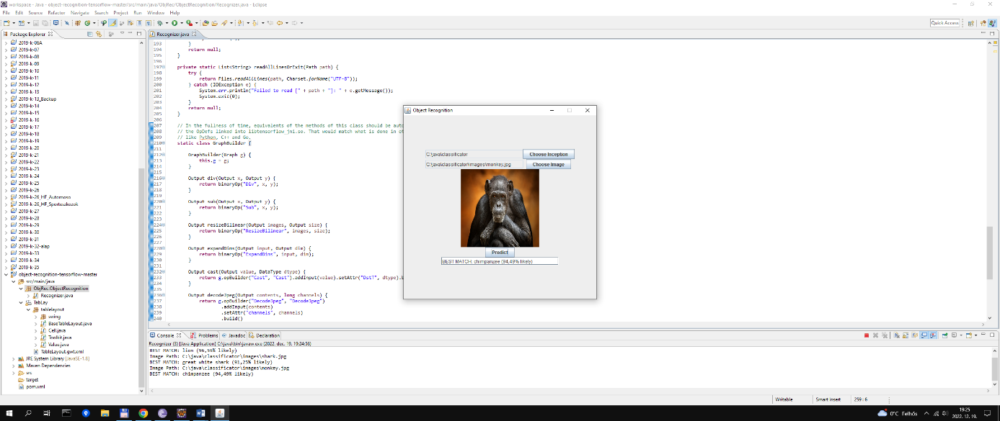 workspace - Java - object-recognition-tensorflow-master/src/main/java/ObjRec/ObjectRecognition/Recognizer.java - Eclipse
File Edit Source Refactor Navigate Search Project Run Window Help
Quick Access
Package Explorer
2019-k-06A
2019-k-07
2019-k-08
2019-k-09
2019-k-10
2019-k-11
2019-k-12
2019-k-13
2019-k-13_Backup
2019-k-14
2019-k-15
2019-k-16
2019-k-17
2019-k-18
2019-k-19
2019-k-20
2019-k-21
2019-k-22
2019-k-23
2019-k-24
2019-k-25
2019-k-26
2019-k-26_HF_Automoso
2019-k-26_HF_Sporteszkozok
2019-k-27
2019-k-28
2019-k-29
2019-k-30
2019-k-31
2019-k-32-alap
2019-k-33
2019-k-34
2019-k-35
object-recognition-tensorflow-master
src/main/java
ObjRec.ObjectRecognition
Recognizer.java
TabLay
tablelayout
swing
BaseTableLayout.java
Cell.java
Toolkit.java
Value.java
TableLayout.gwt.xml
JRE System Library [JavaSE-1.8]
Maven Dependencies
src
target
pom.xml
Recognizer.java
193 }
194 return null;
195 }
196
197 private static List<String> readAllLinesOrExit(Path path) {
198 try {
199 return Files.readAllLines(path, Charset.forName("UTF-8"));
200 } catch (IOException e) {
201 System.err.println("Failed to read [" + path + "]: " + e.getMessage());
202 System.exit(0);
203 }
204 return null;
205 }
206
207 // In the fullness of time, equivalents of the methods of this class should be auto
208 // the OpDefs linked into libtensorflow_jni.so. That would match what is done in ot
209 // like Python, C++ and Go.
210 static class GraphBuilder {
211
212 GraphBuilder(Graph g) {
213 this.g = g;
214 }
215
216 Output div(Output x, Output y) {
217 return binaryOp("Div", x, y);
218 }
219
220 Output sub(Output x, Output y) {
221 return binaryOp("Sub", x, y);
222 }
223
224 Output resizeBilinear(Output images, Output size) {
225 return binaryOp("ResizeBilinear", images, size);
226 }
227
228 Output expandDims(Output input, Output dim) {
229 return binaryOp("ExpandDims", input, dim);
230 }
231
232 Output cast(Output value, DataType dtype) {
233 return g.opBuilder("Cast", "Cast").addInput(value).setAttr("DstT", dtype).b
234 }
235
236 Output decodeJpeg(Output contents, long channels) {
237 return g.opBuilder("DecodeJpeg", "DecodeJpeg")
238 .addInput(contents)
239 .setAttr("channels", channels)
240 .build()
Object Recognition
C:\java\classificator
Choose Inception
C:\java\classificator\images\monkey.jpg
Choose Image
Predict
BEST MATCH: chimpanzee (94,49% likely)
Console Problems Javadoc Declaration
Recognizer (3) [Java Application] C:\java\bin\javaw.exe (2022. dec. 19. 19:24:56)
BEST MATCH: lion (96,59% likely)
Image Path: C:\java\classificator\images\shark.jpg
BEST MATCH: great white shark (91,25% likely)
Image Path: C:\java\classificator\images\monkey.jpg
BEST MATCH: chimpanzee (94,49% likely)
Writable Smart Insert 259 : 6
0°C Felhős
19:25
2022. 12. 19.